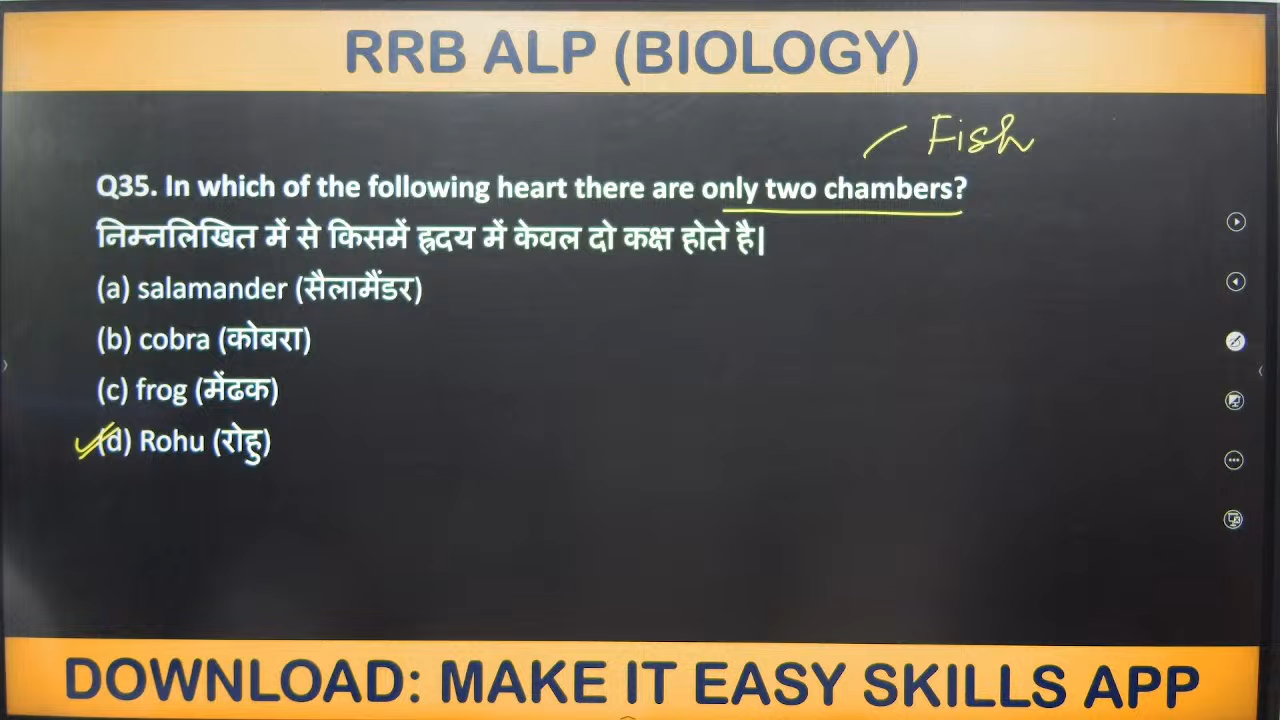 RRB ALP (BIOLOGY)
Fish
Q35. In which of the following heart there are only two chambers?
निम्नलिखित में से किसमें ह्रदय में केवल दो कक्ष होते है|
(a) salamander (सैलामैंडर)
(b) cobra (कोबरा)
(c) frog (मेंढक)
(d) Rohu (रोहु)
DOWNLOAD: MAKE IT EASY SKILLS APP